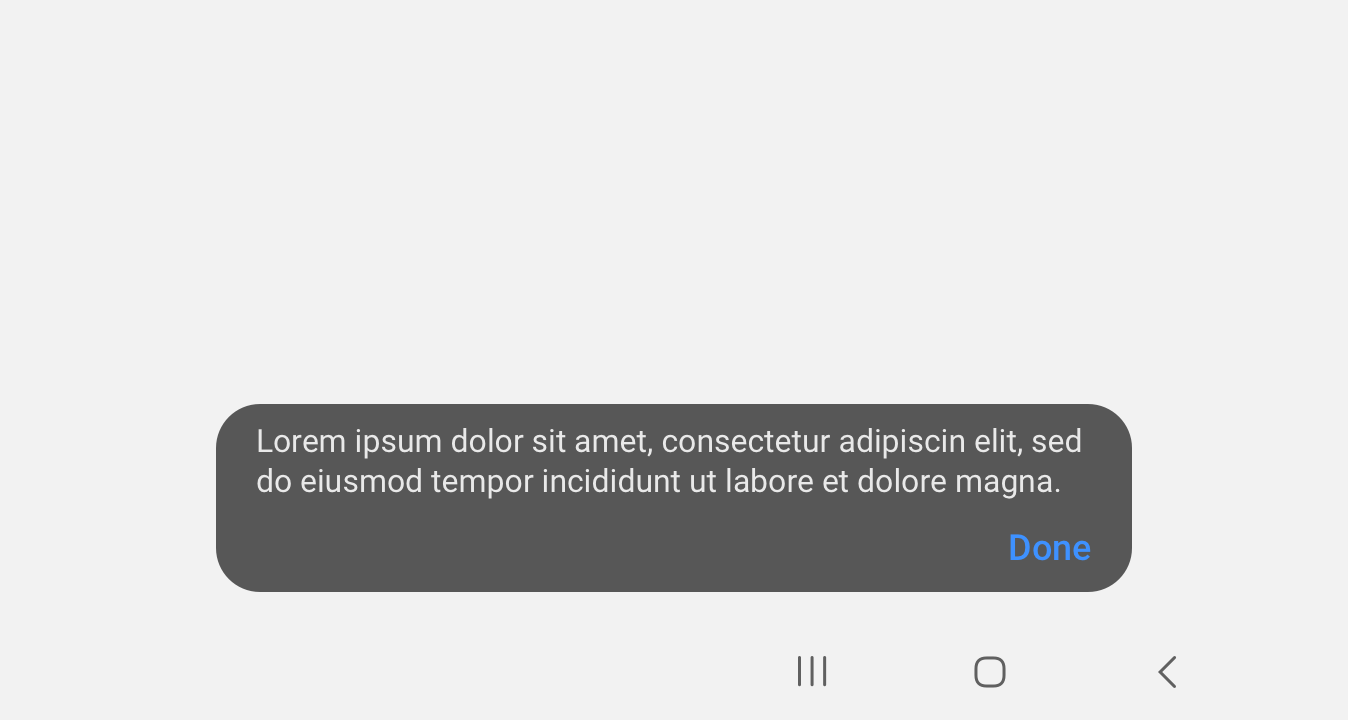 Lorem ipsum dolor sit amet, consectetur adipiscin elit, sed
do eiusmod tempor incididunt ut labore et dolore magna.
Done